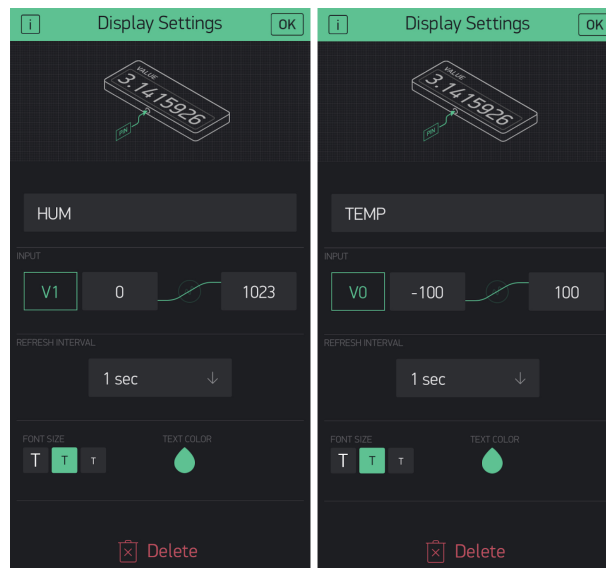 i Display Settings OK
VALUE
3.1415926
PIN
HUM
INPUT
V1 0 1023
REFRESH INTERVAL
1 sec ↓
FONT SIZE TEXT COLOR
T T T
Delete
i Display Settings OK
VALUE
3.1415926
PIN
TEMP
INPUT
V0 -100 100
REFRESH INTERVAL
1 sec ↓
FONT SIZE TEXT COLOR
T T T
Delete